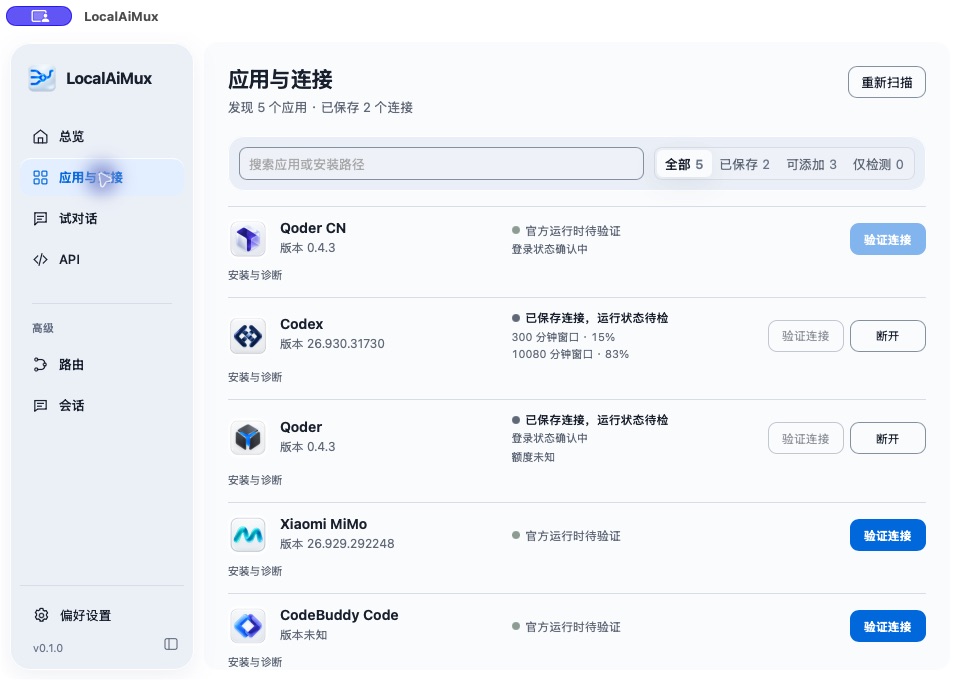 LocalAiMux
LocalAiMux
总览
应用与连接
试对话
API
高级
路由
会话
偏好设置
v0.1.0
应用与连接
发现 5 个应用 · 已保存 2 个连接
重新扫描
搜索应用或安装路径
全部 5 已保存 2 可添加 3 仅检测 0
Qoder CN
版本 0.4.3
官方运行时待验证
登录状态确认中
验证连接
安装与诊断
Codex
版本 26.930.31730
已保存连接，运行状态待检
300 分钟窗口 · 15%
10080 分钟窗口 · 83%
验证连接 断开
安装与诊断
Qoder
版本 0.4.3
已保存连接，运行状态待检
登录状态确认中
额度未知
验证连接 断开
安装与诊断
Xiaomi MiMo
版本 26.929.292248
官方运行时待验证
验证连接
安装与诊断
CodeBuddy Code
版本未知
官方运行时待验证
验证连接
安装与诊断